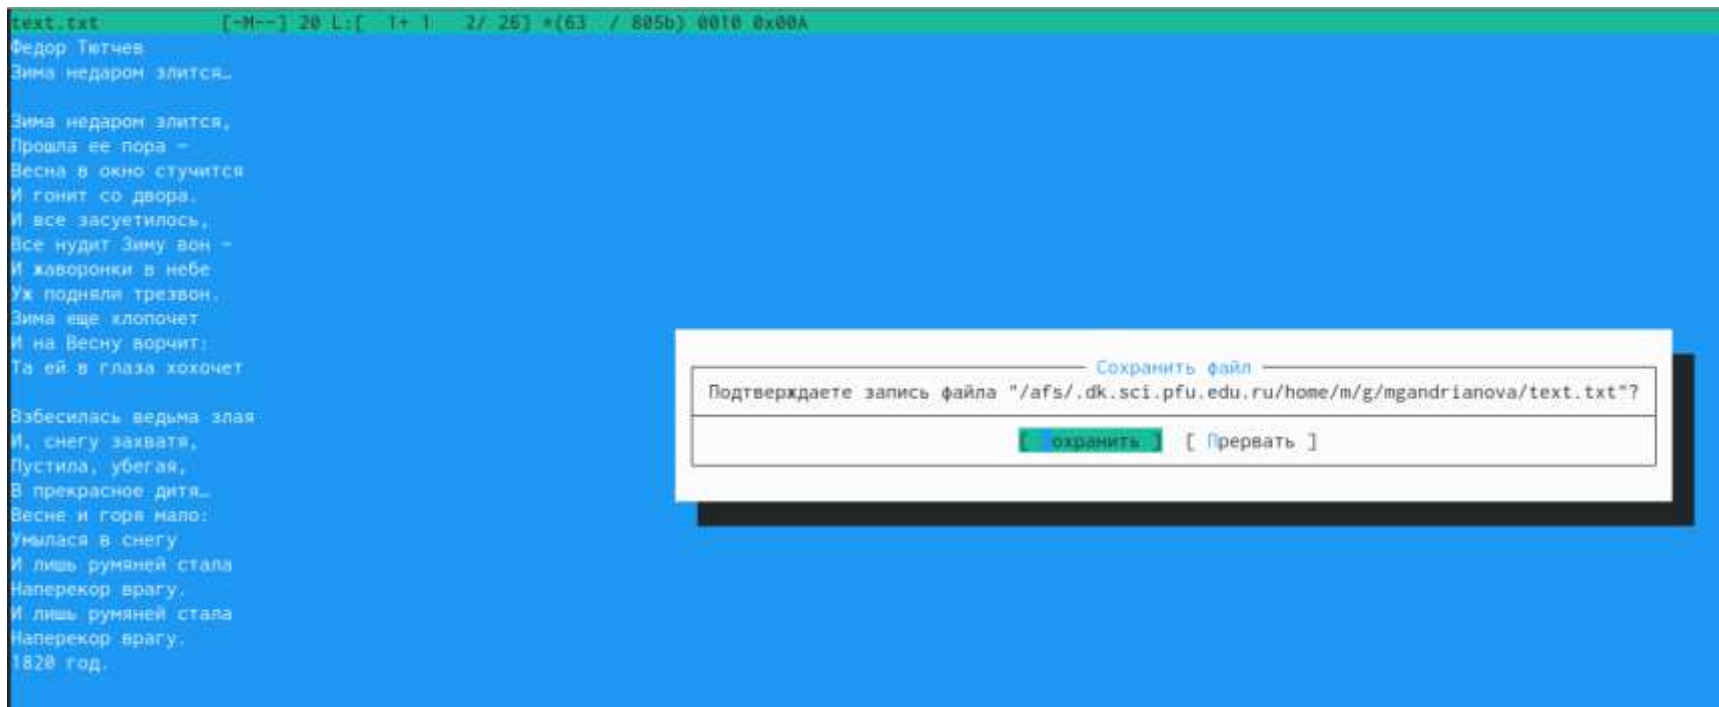 text.txt [-M--] 20 L:[ 1+ 1 2/ 26] *(63 / 805b) 0010 0x00A
Федор Тютчев
Зима недаром злится…
Зима недаром злится,
Прошла ее пора –
Весна в окно стучится
И гонит со двора.
И все засуетилось,
Все нудит Зиму вон –
И жаворонки в небе
Уж подняли трезвон.
Зима еще хлопочет
И на Весну ворчит:
Та ей в глаза хохочет
Взбесилась ведьма злая
И, снегу захватя,
Пустила, убегая,
В прекрасное дитя…
Весне и горя мало:
Умылася в снегу
И лишь румяней стала
Наперекор врагу.
И лишь румяней стала
Наперекор врагу.
1820 год.
Сохранить файл
Подтверждаете запись файла "/afs/.dk.sci.pfu.edu.ru/home/m/g/mgandrianova/text.txt"?
[ Сохранить ] [ Прервать ]